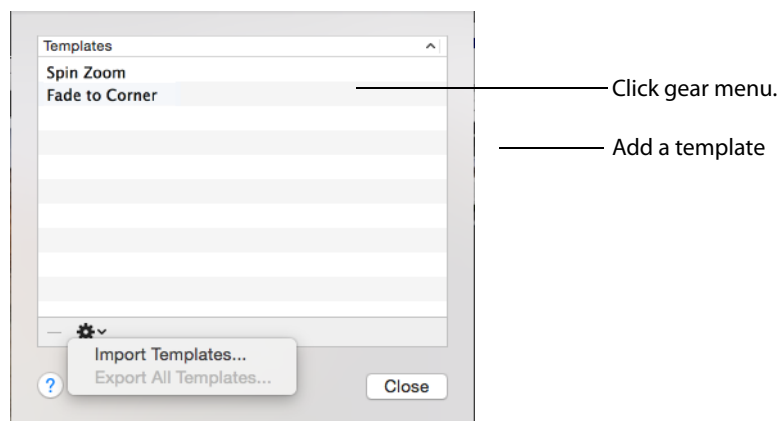 Templates
Spin Zoom
Fade to Corner
Click gear menu.
Add a template
Import Templates...
Export All Templates...
?
Close